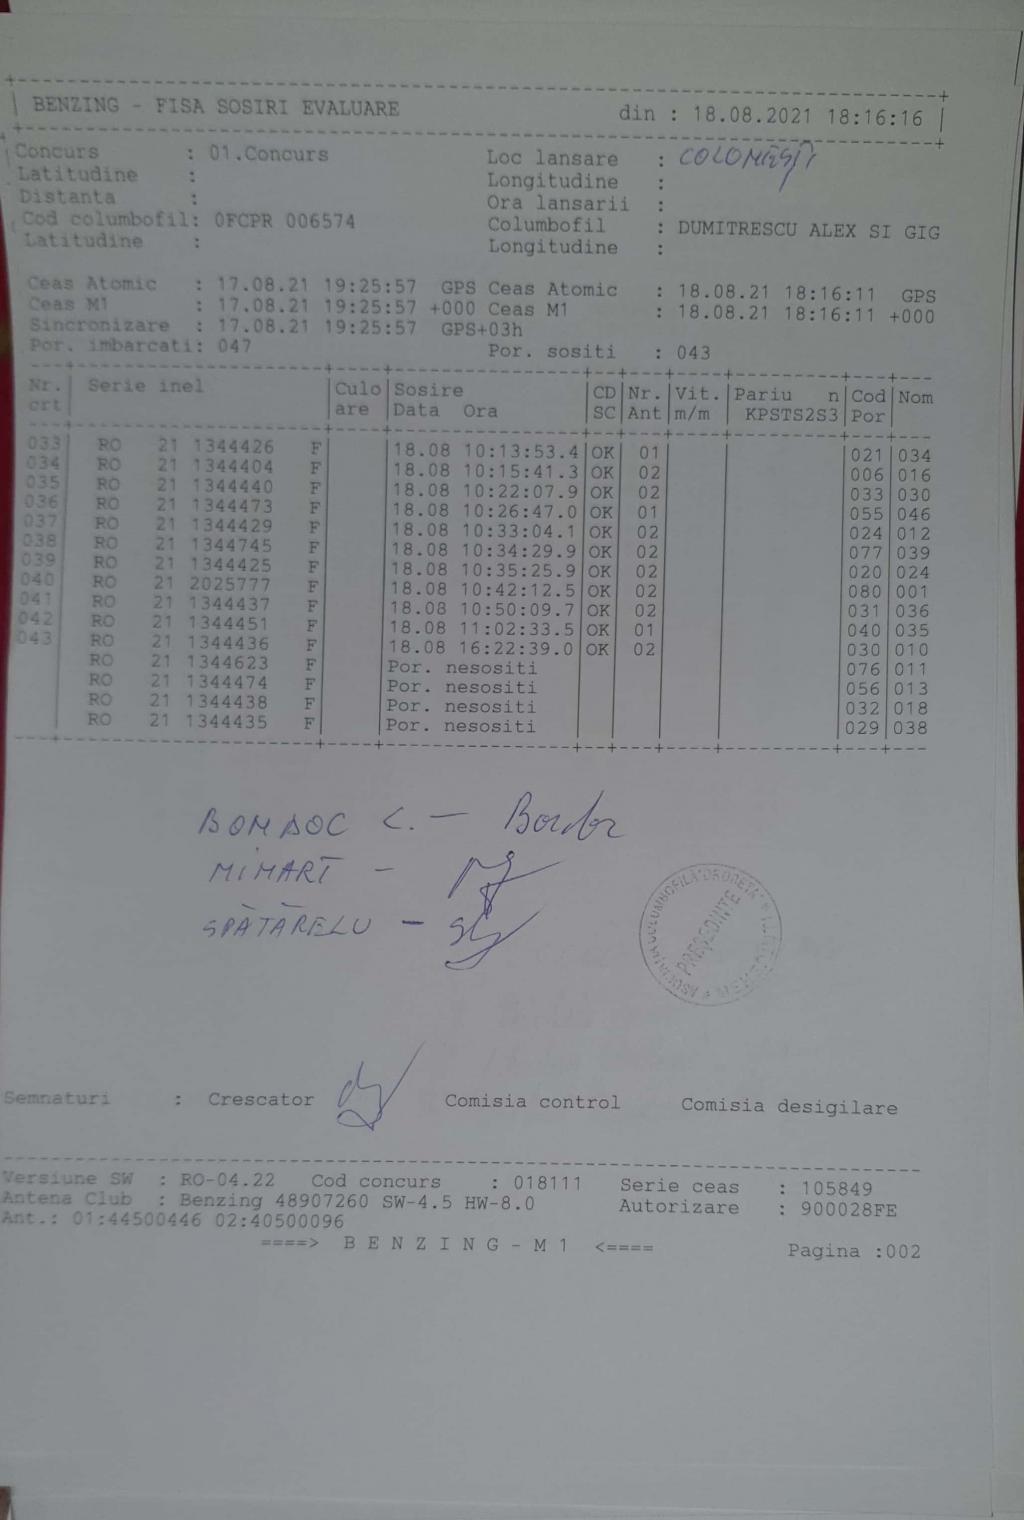 BENZING - FISA SOSIRI EVALUARE din : 18.08.2021 18:16:16
Concurs : 01.Concurs Loc lansare : COLONEȘTI
Latitudine : Longitudine :
Distanta : Ora lansarii :
Cod columbofil: 0FCPR 006574 Columbofil : DUMITRESCU ALEX SI GIG
Latitudine : Longitudine :
Ceas Atomic : 17.08.21 19:25:57 GPS Ceas Atomic : 18.08.21 18:16:11 GPS
Ceas M1 : 17.08.21 19:25:57 +000 Ceas M1 : 18.08.21 18:16:11 +000
Sincronizare : 17.08.21 19:25:57 GPS+03h
Por. imbarcati: 047 Por. sositi : 043
Nr. Serie inel Culo Sosire CD Nr. Vit. Pariu n Cod Nom
crt are Data Ora SC Ant m/m KPSTS2S3 Por
033 RO 21 1344426 F 18.08 10:13:53.4 OK 01 021 034
034 RO 21 1344404 F 18.08 10:15:41.3 OK 02 006 016
035 RO 21 1344440 F 18.08 10:22:07.9 OK 02 033 030
036 RO 21 1344473 F 18.08 10:26:47.0 OK 01 055 046
037 RO 21 1344429 F 18.08 10:33:04.1 OK 02 024 012
038 RO 21 1344745 F 18.08 10:34:29.9 OK 02 077 039
039 RO 21 1344425 F 18.08 10:35:25.9 OK 02 020 024
040 RO 21 2025777 F 18.08 10:42:12.5 OK 02 080 001
041 RO 21 1344437 F 18.08 10:50:09.7 OK 02 031 036
042 RO 21 1344451 F 18.08 11:02:33.5 OK 01 040 035
043 RO 21 1344436 F 18.08 16:22:39.0 OK 02 030 010
RO 21 1344623 F Por. nesositi 076 011
RO 21 1344474 F Por. nesositi 056 013
RO 21 1344438 F Por. nesositi 032 018
RO 21 1344435 F Por. nesositi 029 038
BONDOC C. -
MIHART -
SPĂTĂRELU -
ASOCIAȚIA COLUMBOFILĂ "DROBETA"
PREȘEDINTE
Semnaturi : Crescator Comisia control Comisia desigilare
Versiune SW : RO-04.22 Cod concurs : 018111 Serie ceas : 105849
Antena Club : Benzing 48907260 SW-4.5 HW-8.0 Autorizare : 900028FE
Ant.: 01:44500446 02:40500096
====> B E N Z I N G - M 1 <==== Pagina :002